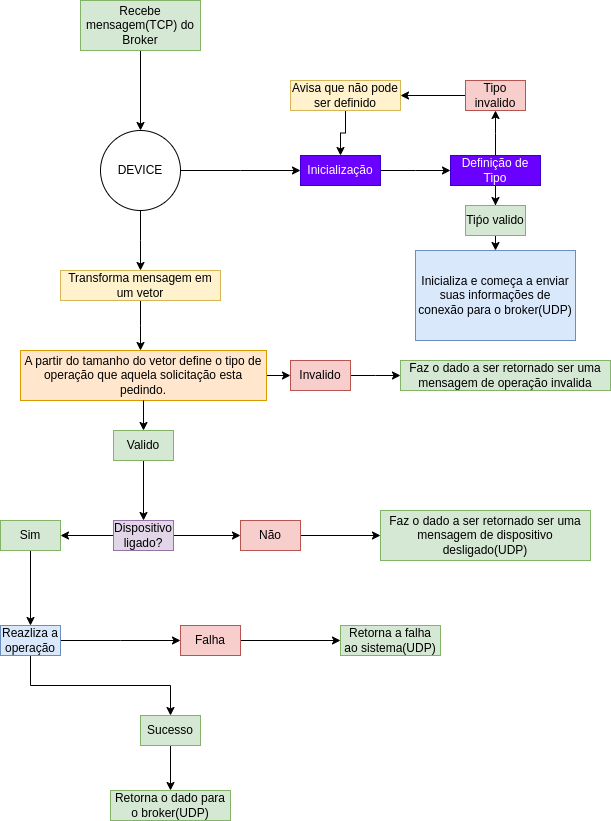 Recebe
mensagem(TCP) do
Broker
Avisa que não pode
ser definido
Tipo
invalido
DEVICE
Inicialização
Definição de
Tipo
Tiṕo valido
Transforma mensagem em
um vetor
Inicializa e começa a enviar
suas informações de
conexão para o broker(UDP)
A partir do tamanho do vetor define o tipo de
operação que aquela solicitação esta
pedindo.
Invalido
Faz o dado a ser retornado ser uma
mensagem de operação invalida
Valido
Sim
Dispositivo
ligado?
Não
Faz o dado a ser retornado ser uma
mensagem de dispositivo
desligado(UDP)
Reazliza a
operação
Falha
Retorna a falha
ao sistema(UDP)
Sucesso
Retorna o dado para
o broker(UDP)